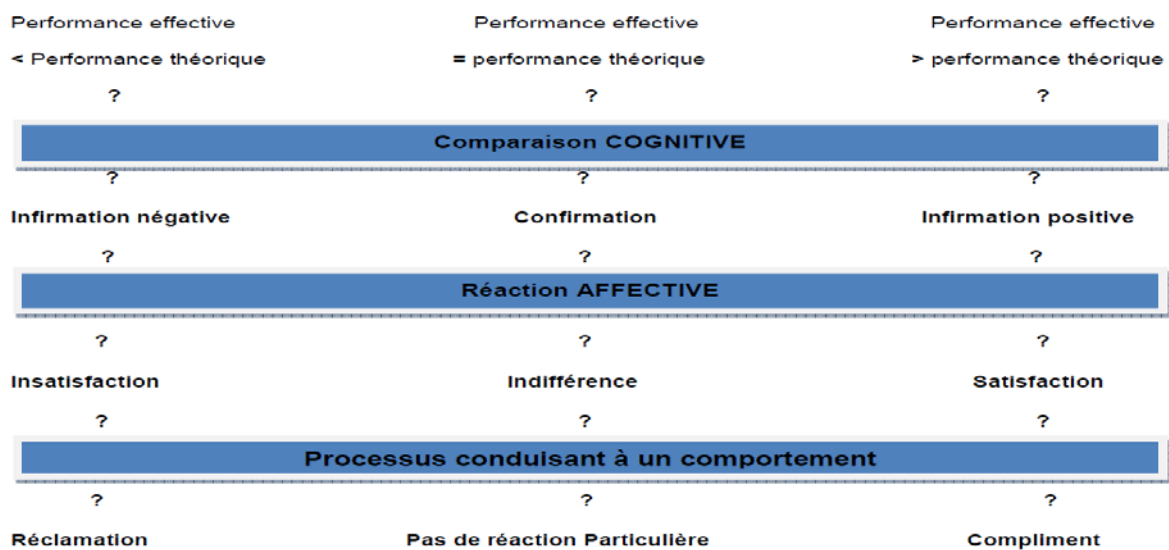 Performance effective Performance effective Performance effective
< Performance théorique = performance théorique > performance théorique
? ? ?
Comparaison COGNITIVE
? ? ?
Infirmation négative Confirmation Infirmation positive
? ? ?
Réaction AFFECTIVE
? ? ?
Insatisfaction Indifférence Satisfaction
? ? ?
Processus conduisant à un comportement
? ? ?
Réclamation Pas de réaction Particulière Compliment